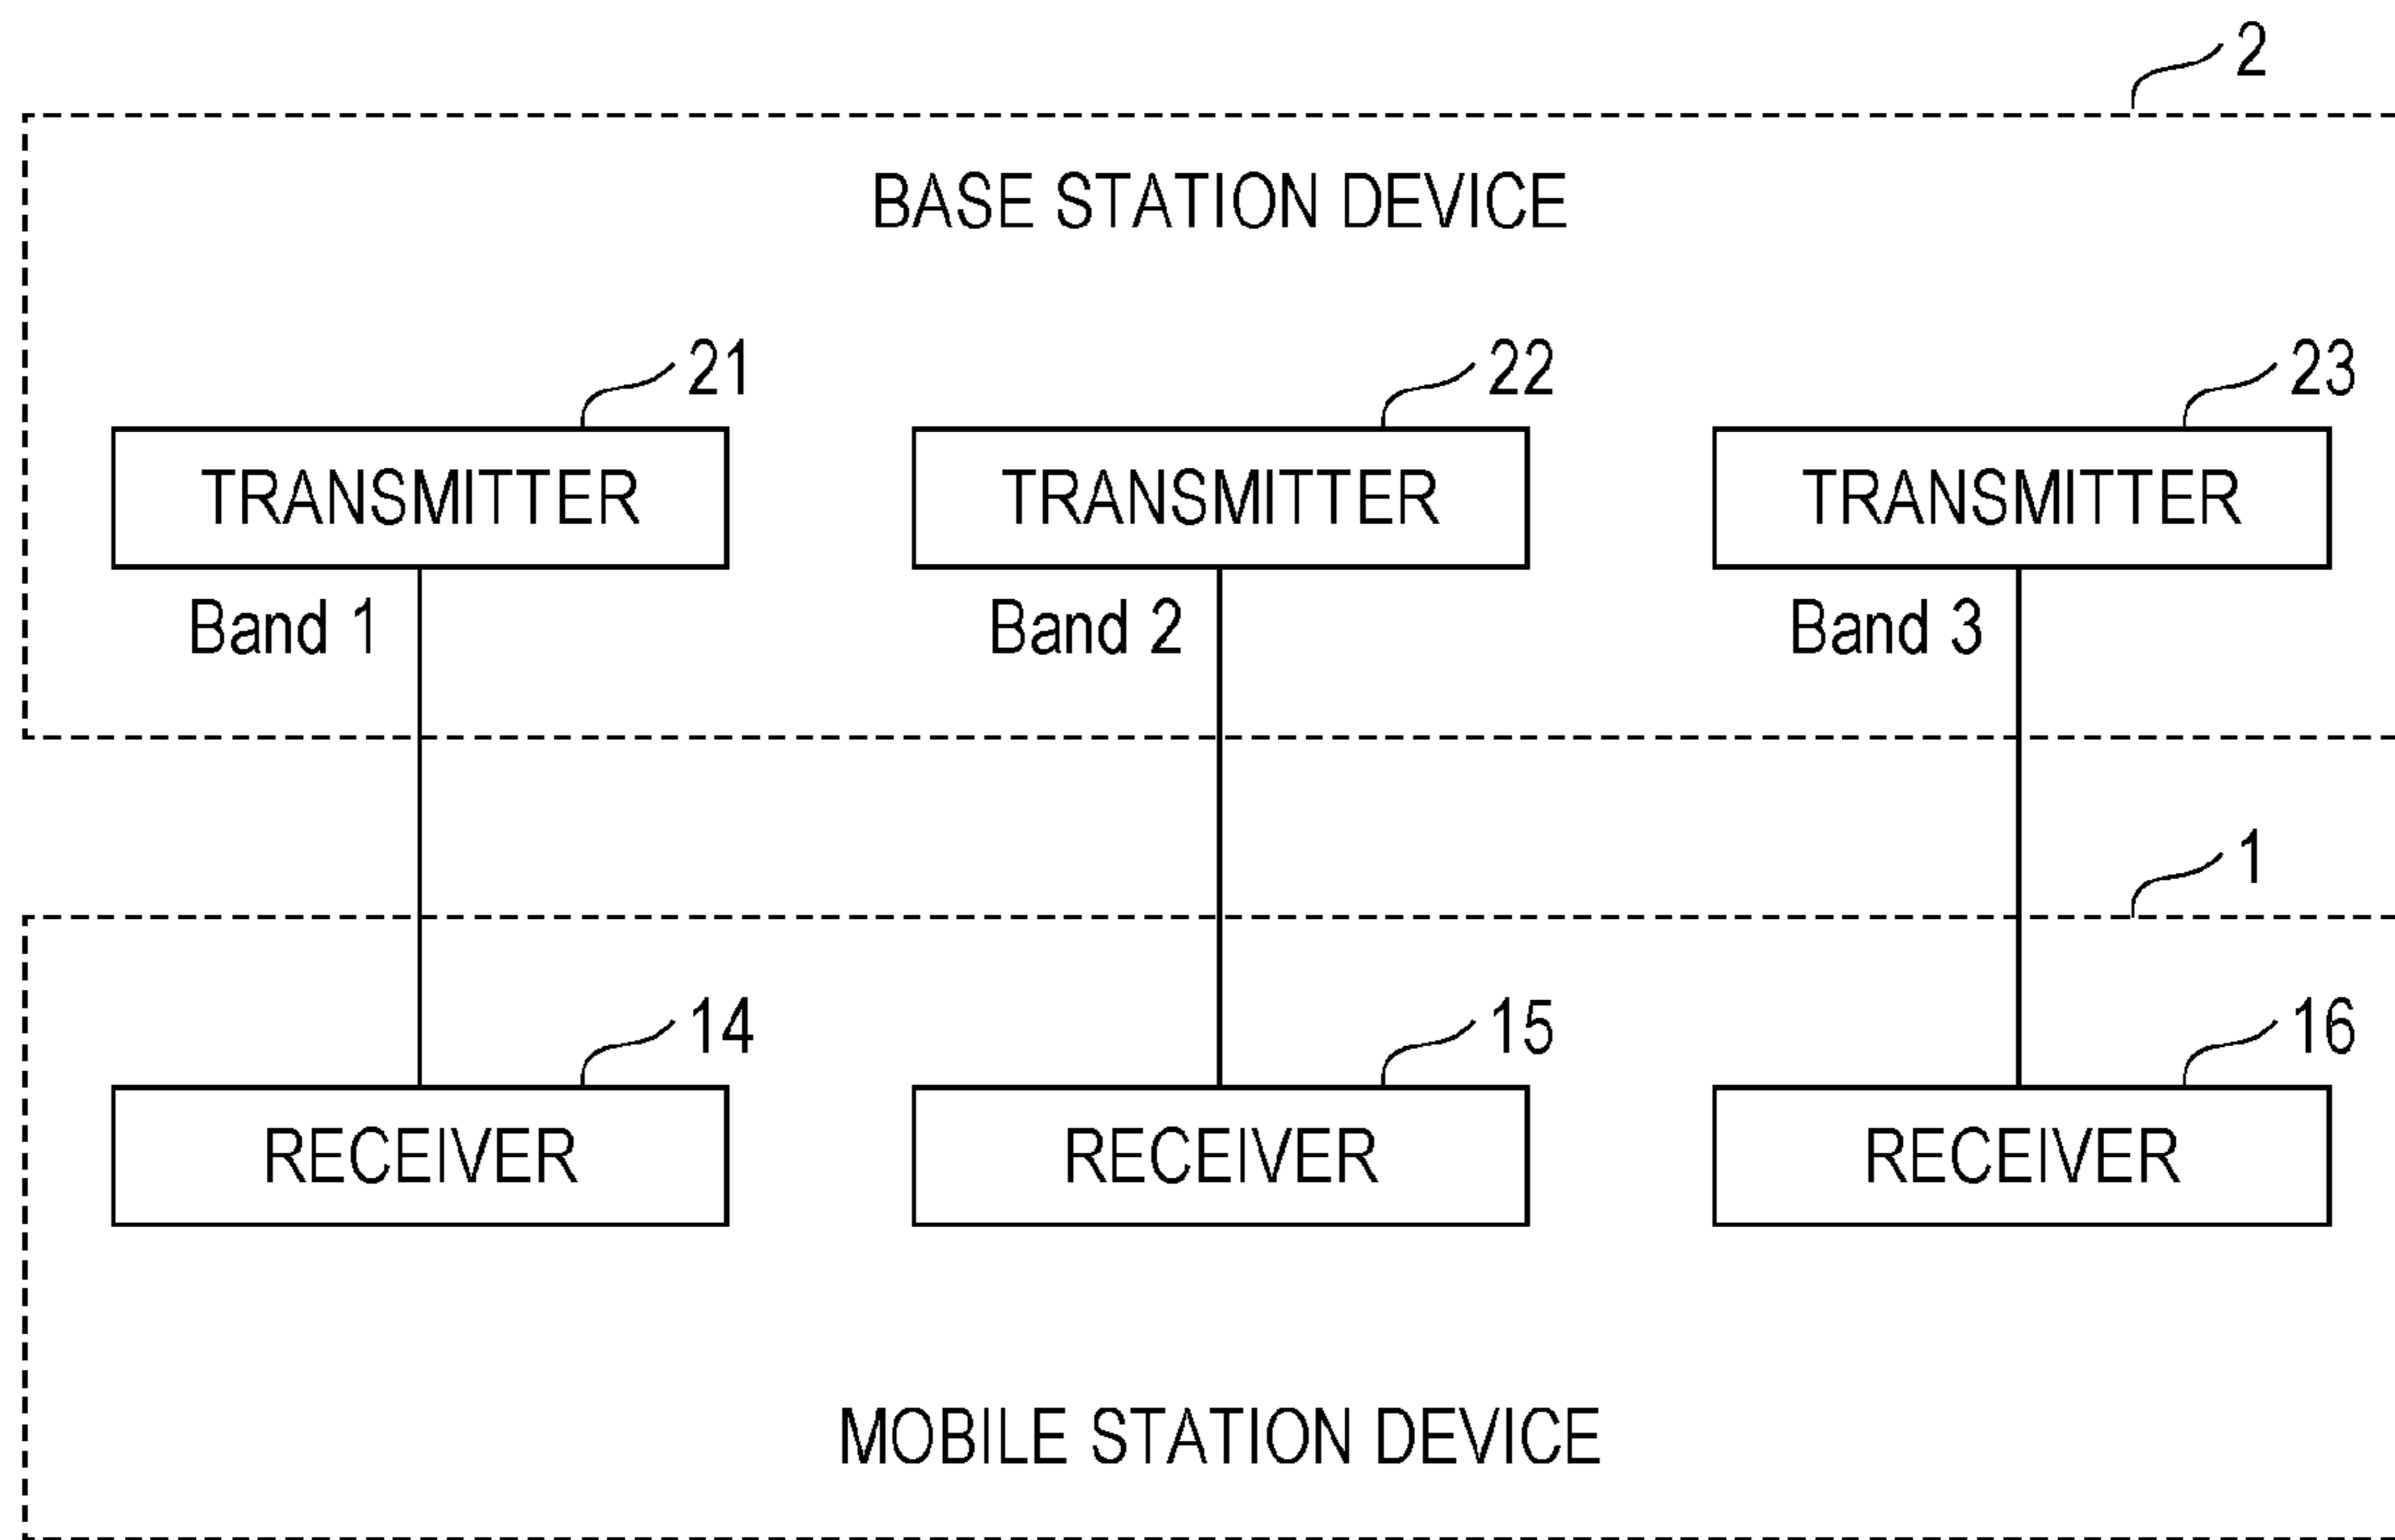 2
BASE STATION DEVICE
21 22 23
TRANSMITTER TRANSMITTER TRANSMITTER
Band 1 Band 2 Band 3
1
14 15 16
RECEIVER RECEIVER RECEIVER
MOBILE STATION DEVICE